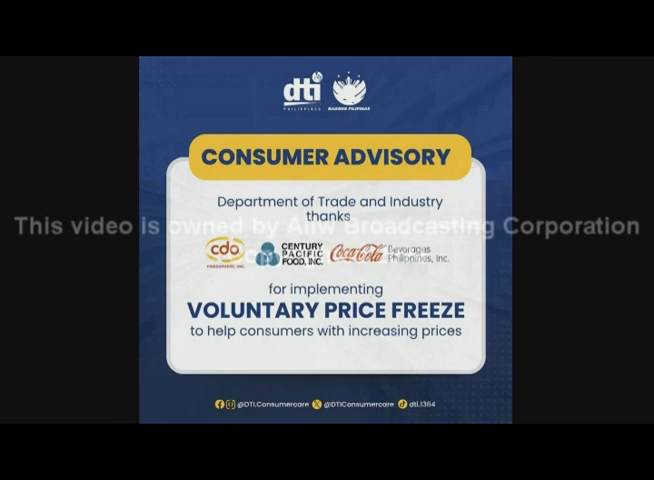 dti
PHILIPPINES
BAGONG PILIPINAS
CONSUMER ADVISORY
Department of Trade and Industry
thanks
This video is owned by Aliw Broadcasting Corporation
cdo
FOODSPHERE, INC.
CENTURY
PACIFIC
FOOD, INC.
Coca-Cola
Beverages
Philippines, Inc.
for implementing
VOLUNTARY PRICE FREEZE
to help consumers with increasing prices
@DTI.Consumercare
@DTIConsumercare
dti.1384